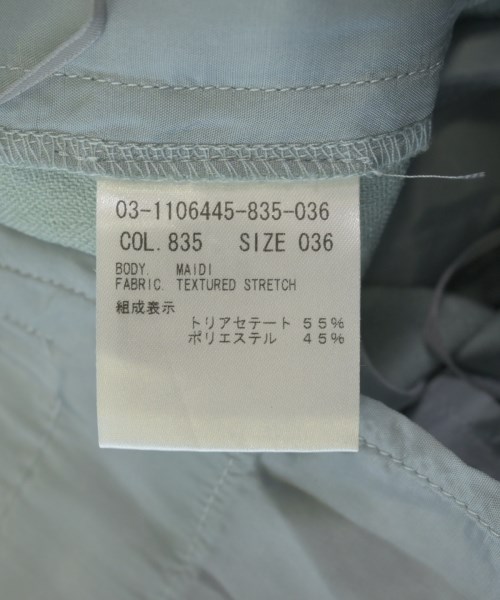 03-1106445-835-036
COL. 835 SIZE 036
BODY. MAIDI
FABRIC. TEXTURED STRETCH
組成表示
トリアセテート 55%
ポリエステル 45%